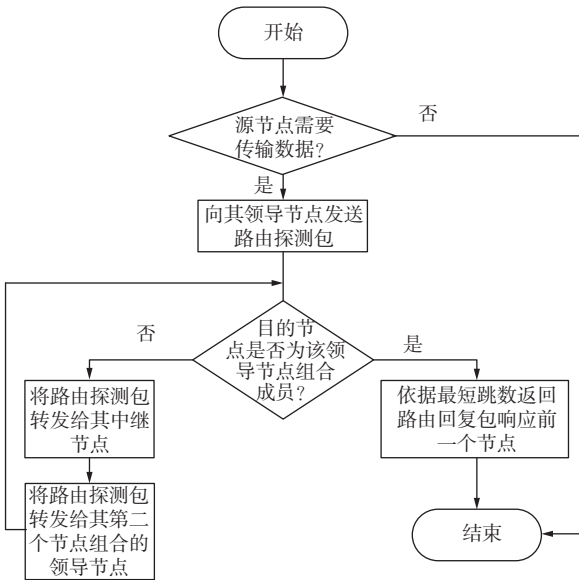 开始
源节点需要
传输数据?
否
是
向其领导节点发送
路由探测包
目的节
点是否为该领
导节点组合
成员?
否
是
将路由探测包
转发给其中继
节点
依据最短跳数返回
路由回复包响应前
一个节点
将路由探测包
转发给其第二
个节点组合的
领导节点
结束